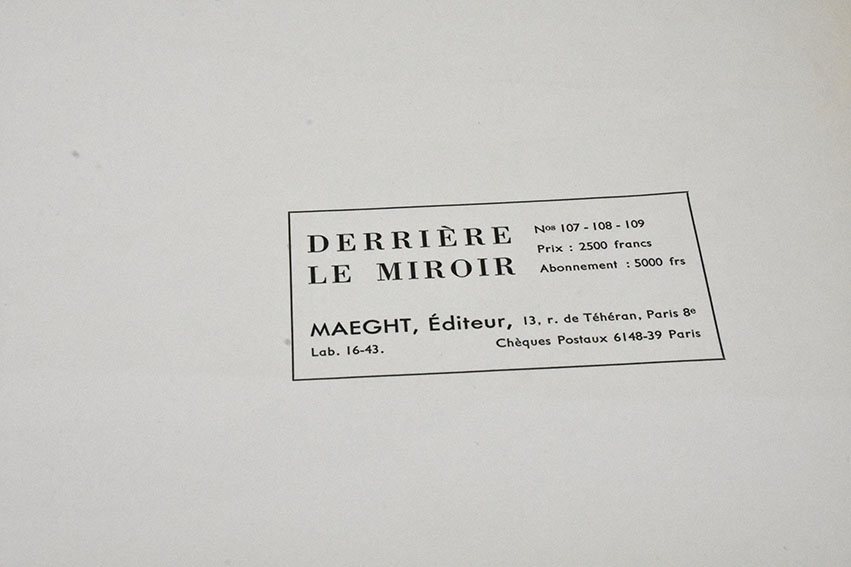 DERRIÈRE
LE MIROIR
Nos 107 - 108 - 109
Prix : 2500 francs
Abonnement : 5000 frs
MAEGHT, Éditeur, 13, r. de Téhéran, Paris 8e
Lab. 16-43. Chèques Postaux 6148-39 Paris